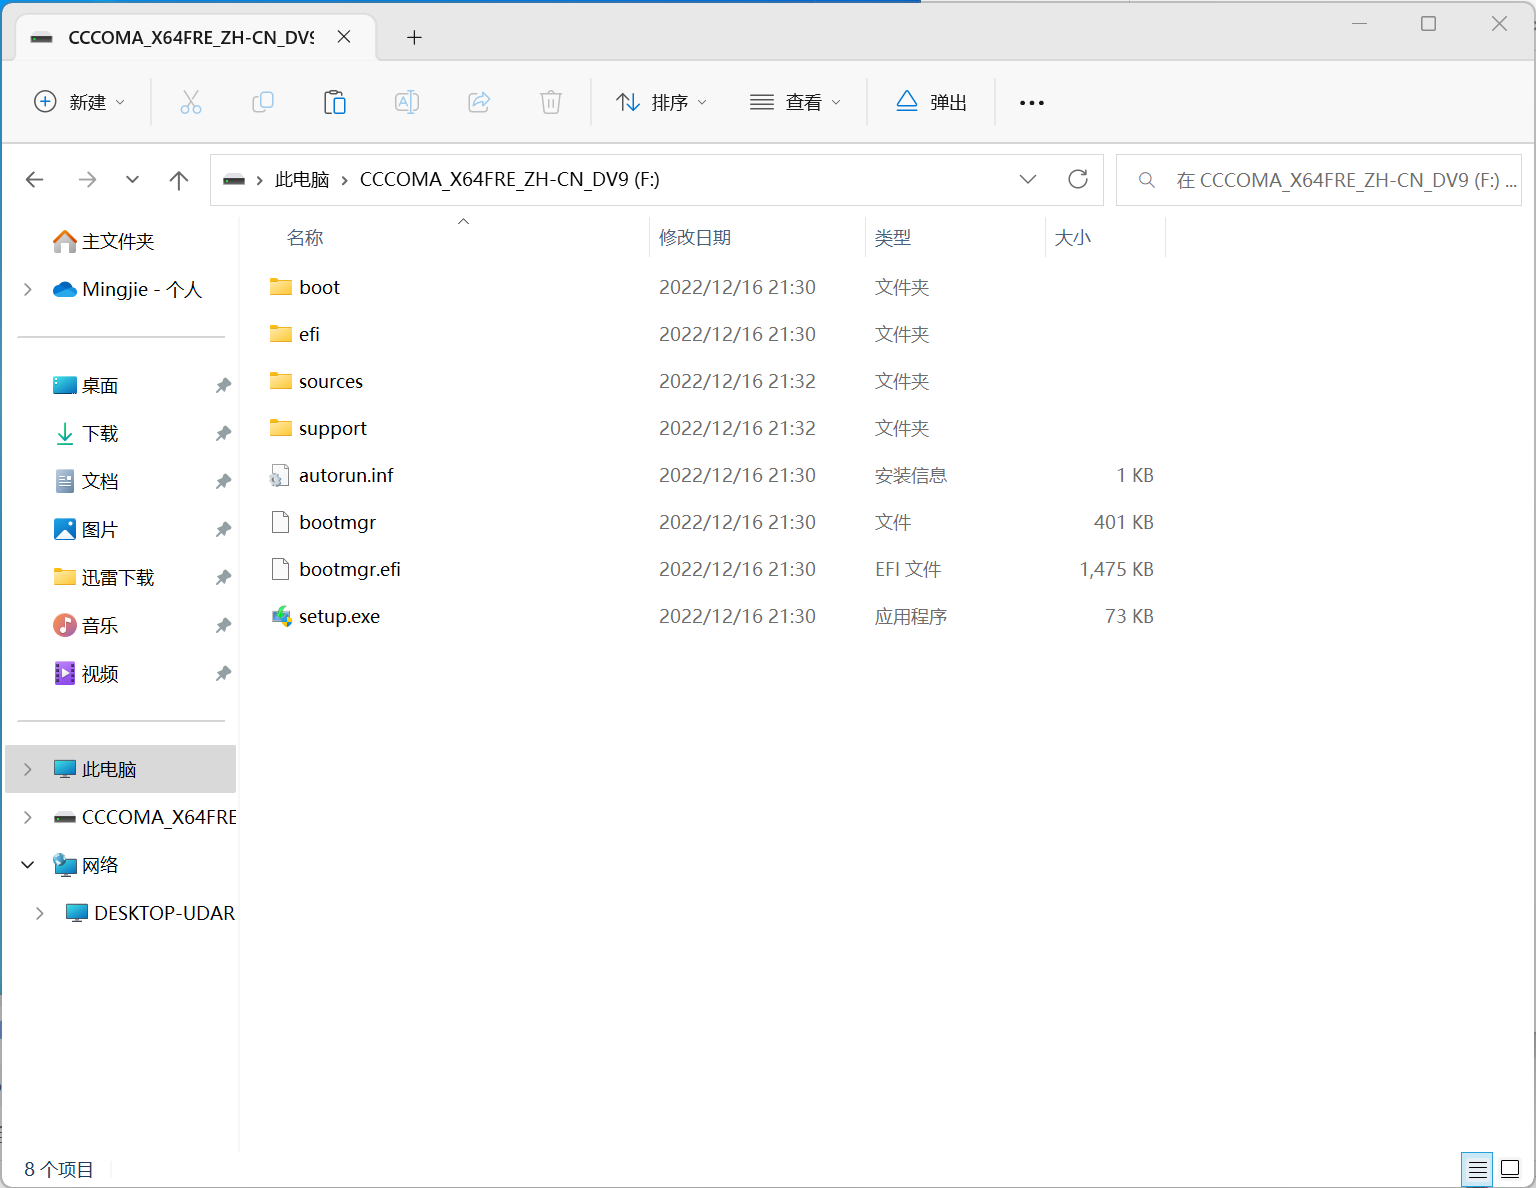 CCCOMA_X64FRE_ZH-CN_DV9
新建
排序
查看
弹出
此电脑 CCCOMA_X64FRE_ZH-CN_DV9 (F:)
在 CCCOMA_X64FRE_ZH-CN_DV9 (F:) ...
主文件夹
Mingjie - 个人
桌面
下载
文档
图片
迅雷下载
音乐
视频
此电脑
CCCOMA_X64FRE
网络
DESKTOP-UDAR
名称 修改日期 类型 大小
boot 2022/12/16 21:30 文件夹
efi 2022/12/16 21:30 文件夹
sources 2022/12/16 21:32 文件夹
support 2022/12/16 21:32 文件夹
autorun.inf 2022/12/16 21:30 安装信息 1 KB
bootmgr 2022/12/16 21:30 文件 401 KB
bootmgr.efi 2022/12/16 21:30 EFI 文件 1,475 KB
setup.exe 2022/12/16 21:30 应用程序 73 KB
8 个项目